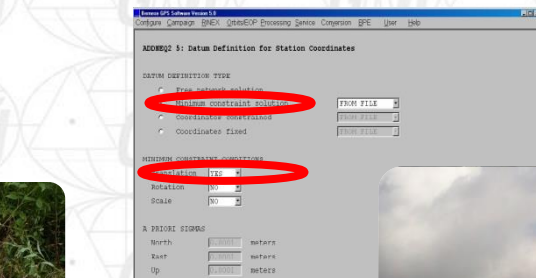 Bernese GPS Software Version 5.0
Configure Campaign RINEX Orbits/EOP Processing Service Conversion BPE User Help
ADDNEQ2 5: Datum Definition for Station Coordinates
DATUM DEFINITION TYPE
Free network solution
Minimum constraint solution FROM FILE
Coordinates constrained FROM FILE
Coordinates fixed FROM FILE
MINIMUM CONSTRAINT CONDITIONS
Translation YES
Rotation NO
Scale NO
A PRIORI SIGMAS
North 0.0001 meters
East 0.0001 meters
Up 0.0001 meters